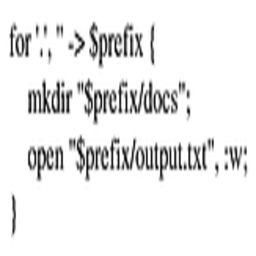 for '.', '' -> $prefix {
mkdir "$prefix/docs";
open "$prefix/output.txt", :w;
}